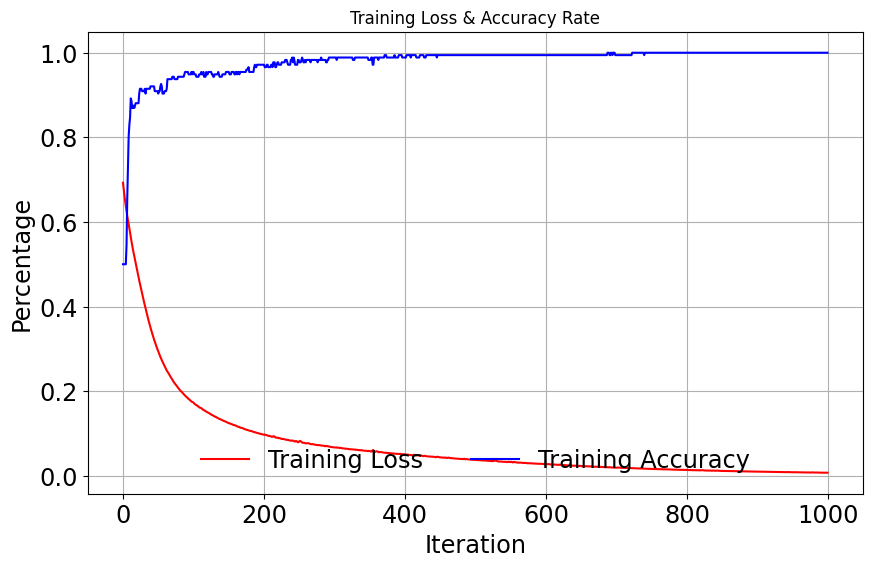 Training Loss & Accuracy Rate
1.0
0.8
0.6
0.4
0.2
0.0
Percentage
Training Loss
Training Accuracy
0 200 400 600 800 1000
Iteration